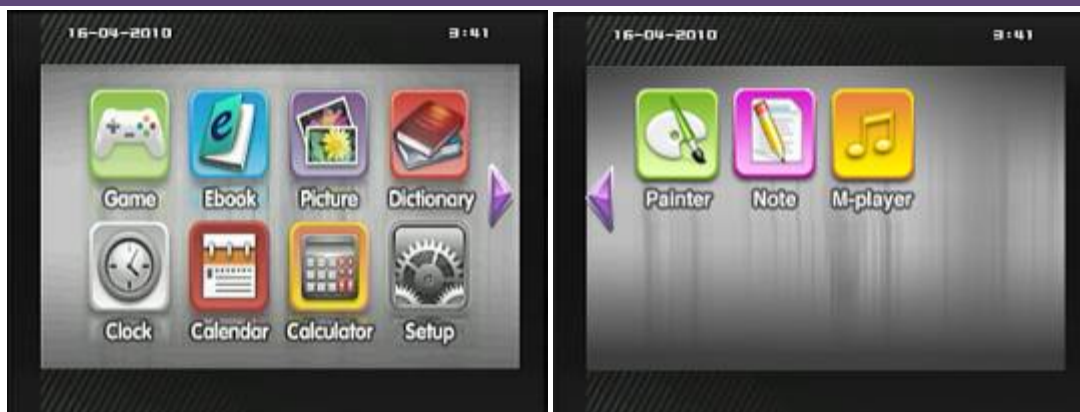 16-04-2010 3:41
Game Ebook Picture Dictionary
Clock Calendar Calculator Setup
16-04-2010 3:41
Painter Note M-player